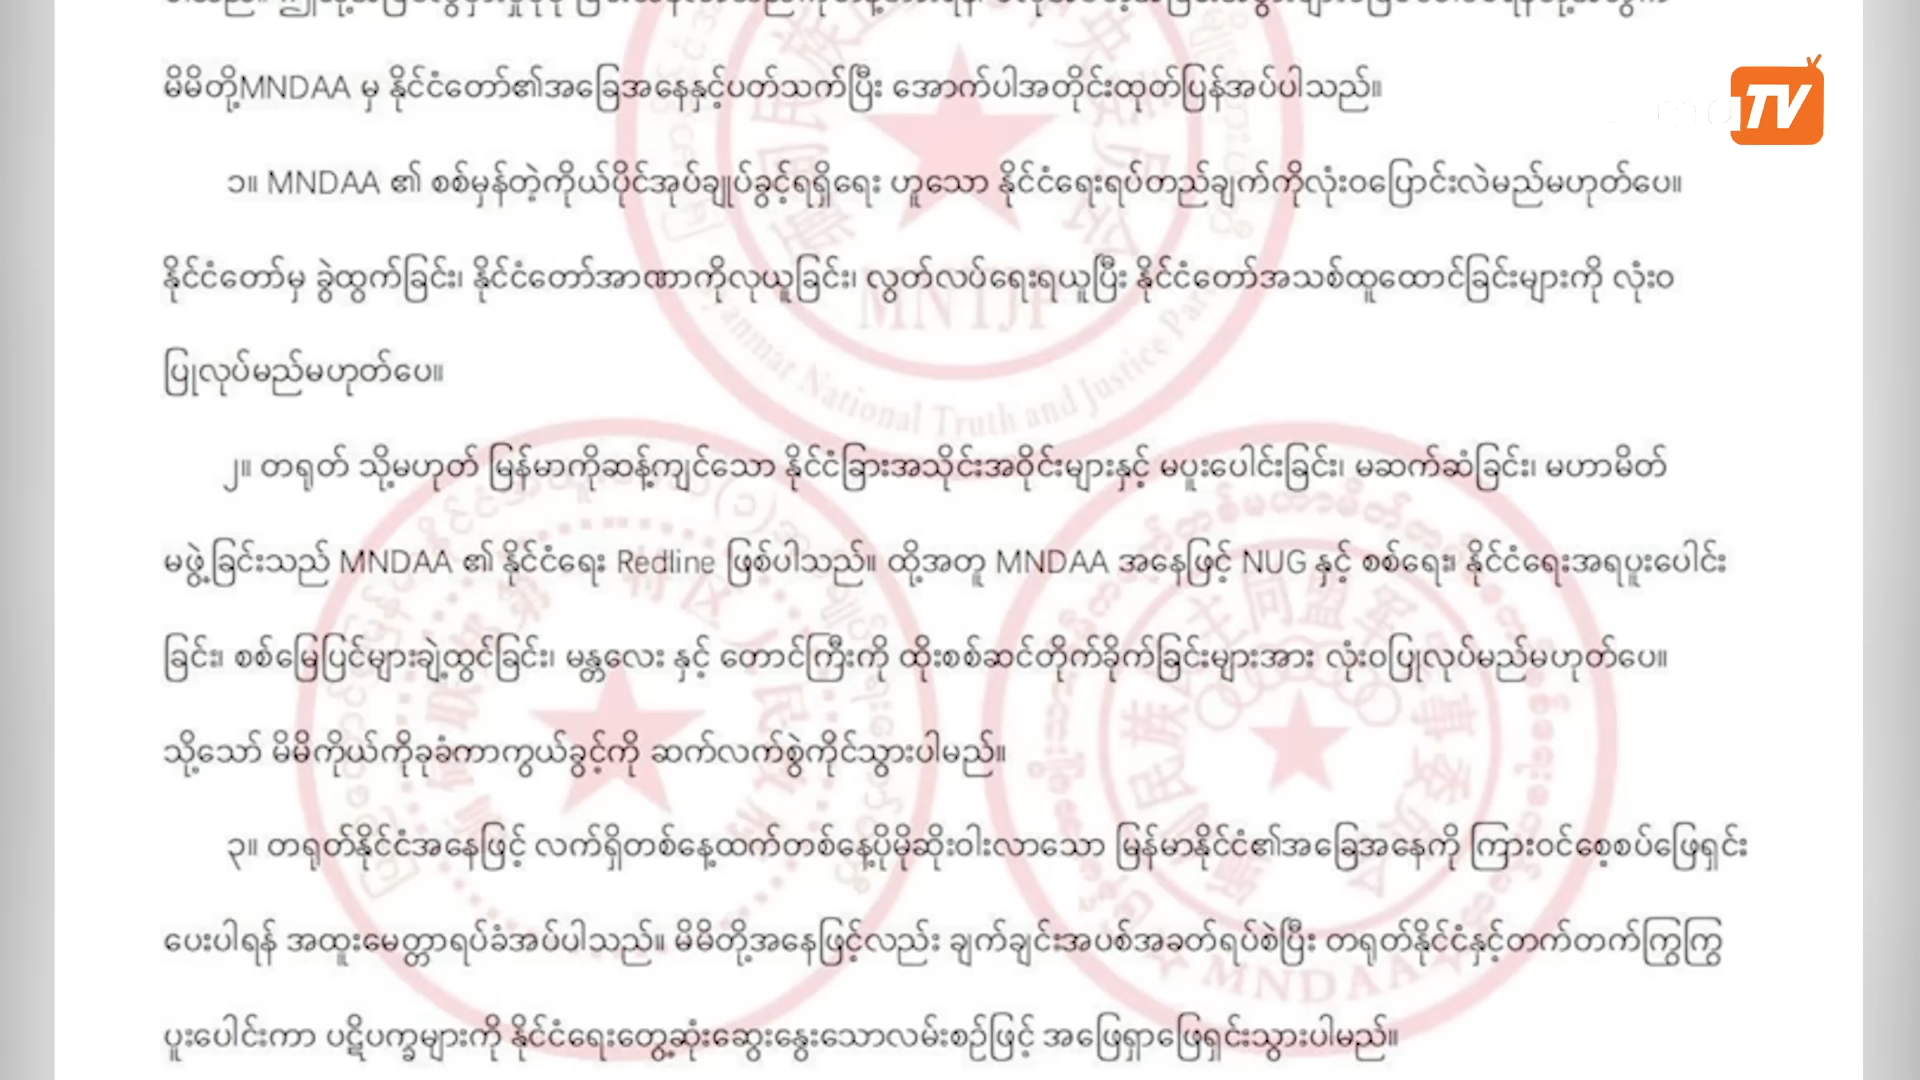 TV
မိမိတို့MNDAA မှ နိုင်ငံတော်၏အခြေအနေနှင့်ပတ်သက်ပြီး အောက်ပါအတိုင်းထုတ်ပြန်အပ်ပါသည်။
၁။ MNDAA ၏ စစ်မှန်တဲ့ကိုယ်ပိုင်အုပ်ချုပ်ခွင့်ရရှိရေး ဟူသော နိုင်ငံရေးရပ်တည်ချက်ကိုလုံးဝပြောင်းလဲမည်မဟုတ်ပေ။
နိုင်ငံတော်မှ ခွဲထွက်ခြင်း၊ နိုင်ငံတော်အာဏာကိုလုယူခြင်း၊ လွတ်လပ်ရေးရယူပြီး နိုင်ငံတော်အသစ်ထူထောင်ခြင်းများကို လုံးဝ
ပြုလုပ်မည်မဟုတ်ပေ။
၂။ တရုတ် သို့မဟုတ် မြန်မာကိုဆန့်ကျင်သော နိုင်ငံခြားအသိုင်းအဝိုင်းများနှင့် မပူးပေါင်းခြင်း၊ မဆက်ဆံခြင်း၊ မဟာမိတ်
မဖွဲ့ခြင်းသည် MNDAA ၏ နိုင်ငံရေး Redline ဖြစ်ပါသည်။ ထို့အတူ MNDAA အနေဖြင့် NUG နှင့် စစ်ရေး၊ နိုင်ငံရေးအရပူးပေါင်း
ခြင်း၊ စစ်မြေပြင်များချဲ့ထွင်ခြင်း၊ မန္တလေး နှင့် တောင်ကြီးကို ထိုးစစ်ဆင်တိုက်ခိုက်ခြင်းများအား လုံးဝပြုလုပ်မည်မဟုတ်ပေ။
သို့သော် မိမိကိုယ်ကိုခုခံကာကွယ်ခွင့်ကို ဆက်လက်စွဲကိုင်သွားပါမည်။
၃။ တရုတ်နိုင်ငံအနေဖြင့် လက်ရှိတစ်နေ့ထက်တစ်နေ့ပိုမိုဆိုးဝါးလာသော မြန်မာနိုင်ငံ၏အခြေအနေကို ကြားဝင်စေ့စပ်ဖြေရှင်း
ပေးပါရန် အထူးမေတ္တာရပ်ခံအပ်ပါသည်။ မိမိတို့အနေဖြင့်လည်း ချက်ချင်းအပစ်အခတ်ရပ်စဲပြီး တရုတ်နိုင်ငံနှင့်တက်တက်ကြွကြွ
ပူးပေါင်းကာ ပဋိပက္ခများကို နိုင်ငံရေးတွေ့ဆုံဆွေးနွေးသောလမ်းစဉ်ဖြင့် အဖြေရှာဖြေရှင်းသွားပါမည်။
MNTJP
Myanmar National Truth and Justice Party
MNDAA